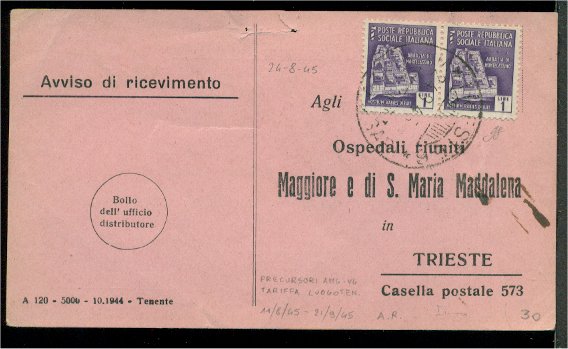 POSTE REPUBBLICA
SOCIALE ITALIANA
LIRE
1
POSTE REPUBBLICA
SOCIALE ITALIANA
LIRE
1
24-8-45
Avviso di ricevimento
Agli
Ospedali riuniti
Maggiore e di S. Maria Maddalena
in
TRIESTE
Casella postale 573
Bollo
dell' ufficio
distributore
A 120 - 5000 - 10.1944 - Tenente
PRECURSORI AMG-VG
TARIFFA LUOGOTEN.
11/8/45 - 21/9/45
A.R.
30